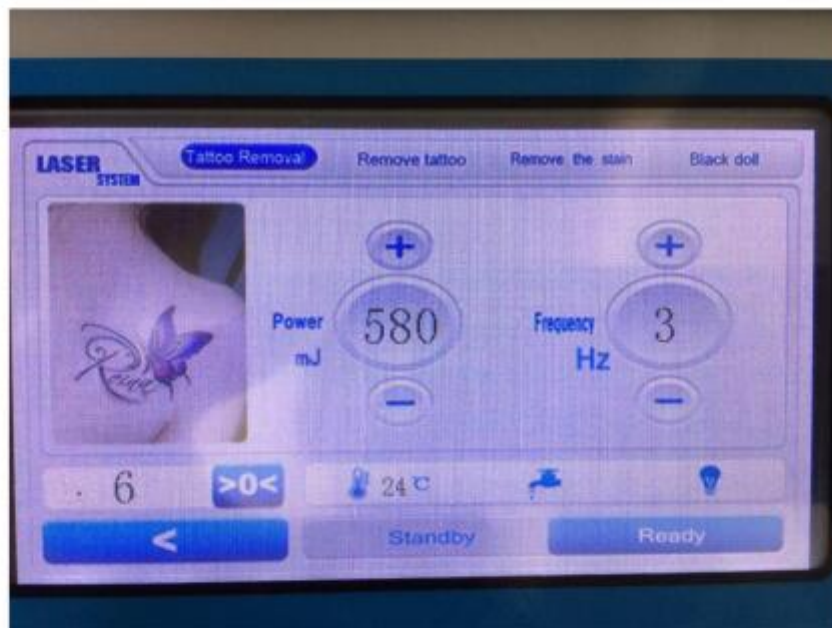 LASER
SYSTEM
Tattoo Removal
Remove tattoo
Remove the stain
Black doll
+
+
Power
mJ
580
Frequency
Hz
3
−
−
. 6
>0<
24 ℃
<
Standby
Ready